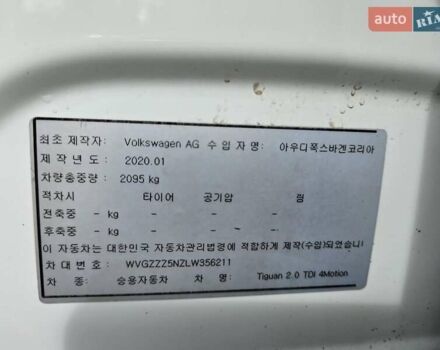 auto RIA
최초 제작자: Volkswagen AG 수 입 자 명: 아우디폭스바겐코리아
제 작 년 도: 2020.01
차량총중량: 2095 kg
적차시 타이어 공기압 림
전축중 - kg - - -
후축중 - kg - - -
이 자동차는 대한민국 자동차관리법령에 적합하게 제작(수입)되었습니
차 대 번 호: WVGZZZ5NZLW356211
차 종: 승용자동차 Tiguan 2.0 TDI 4Motion